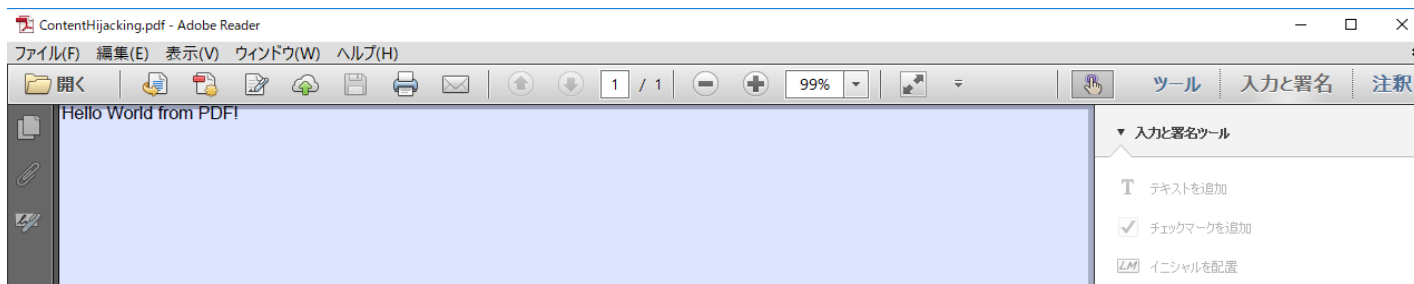 ContentHijacking.pdf - Adobe Reader
ファイル(F) 編集(E) 表示(V) ウィンドウ(W) ヘルプ(H)
開く 1 / 1 99% ツール 入力と署名 注釈
Hello World from PDF!
▼ 入力と署名ツール
T テキストを追加
チェックマークを追加
LM イニシャルを配置